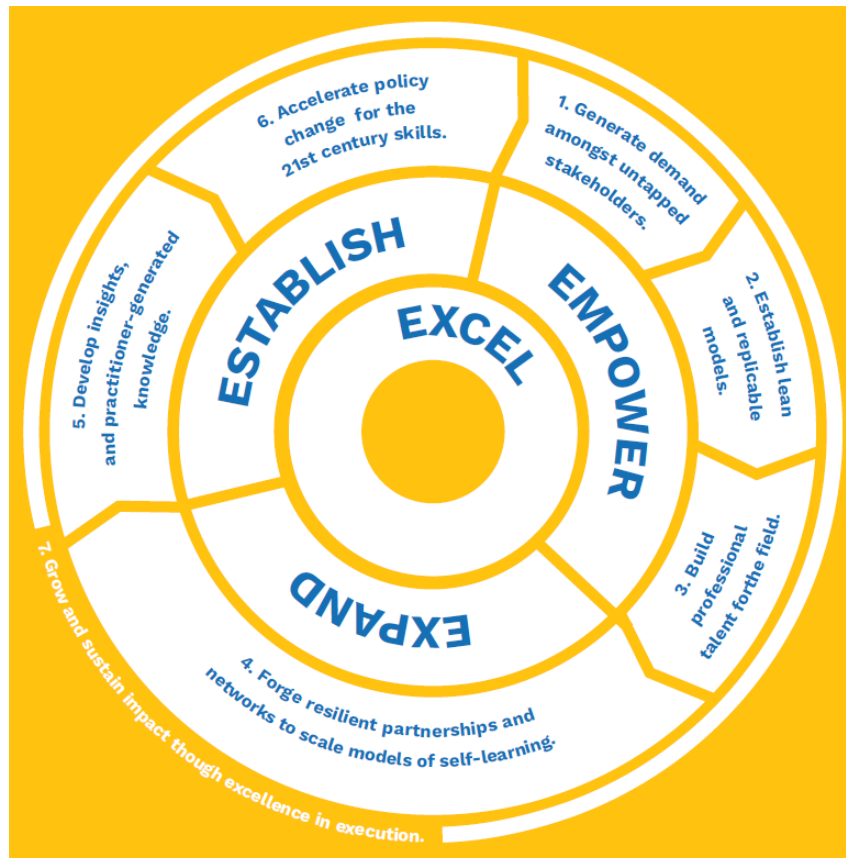 EXCEL
EMPOWER
EXPAND
ESTABLISH
1. Generate demand
amongst untapped
stakeholders.
2. Establish lean
and replicable
models.
3. Build
professional
talent forthe field.
4. Forge resilient partnerships and
networks to scale models of self-learning.
5. Develop insights,
and practitioner-generated
knowledge.
6. Accelerate policy
change for the
21st century skills.
7. Grow and sustain impact though excellence in execution.